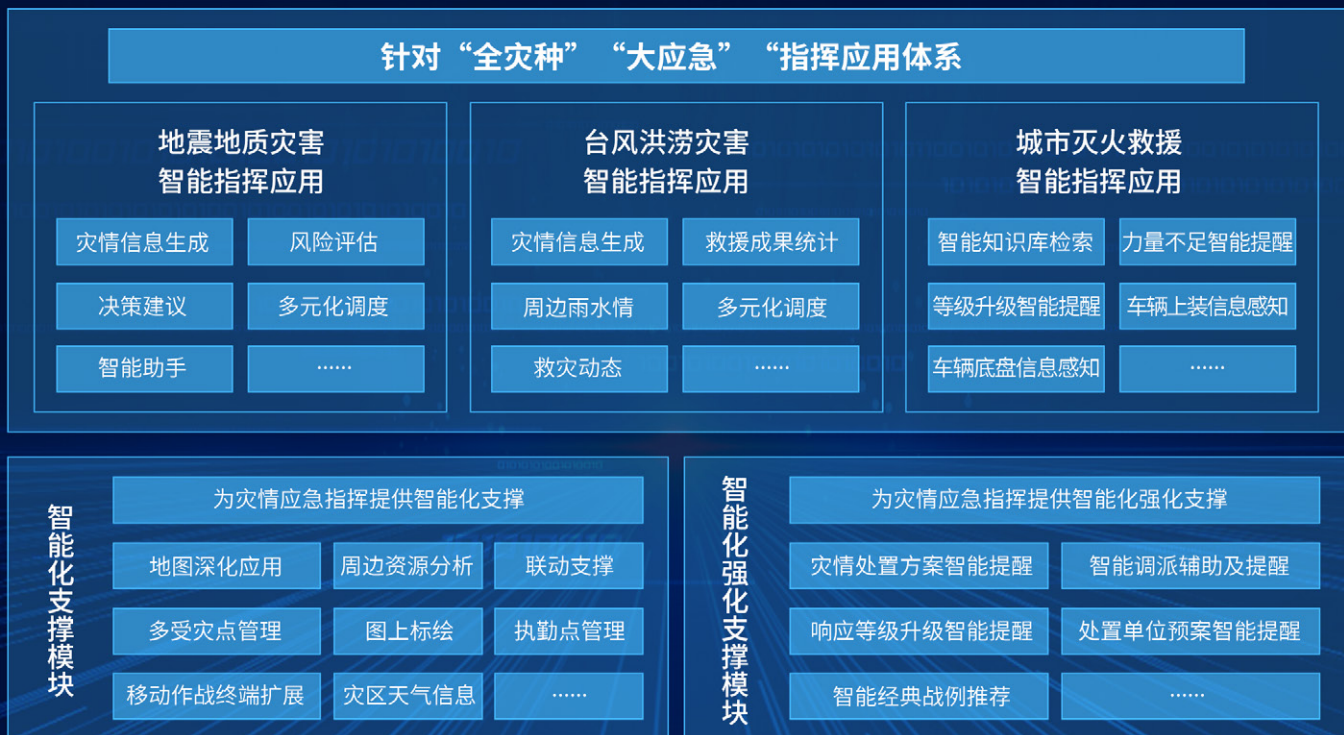 针对“全灾种” “大应急” “指挥应用体系
地震地质灾害
智能指挥应用
灾情信息生成
风险评估
决策建议
多元化调度
智能助手
……
台风洪涝灾害
智能指挥应用
灾情信息生成
救援成果统计
周边雨水情
多元化调度
救灾动态
……
城市灭火救援
智能指挥应用
智能知识库检索
力量不足智能提醒
等级升级智能提醒
车辆上装信息感知
车辆底盘信息感知
……
智能化支撑模块
为灾情应急指挥提供智能化支撑
地图深化应用
周边资源分析
联动支撑
多受灾点管理
图上标绘
执勤点管理
移动作战终端扩展
灾区天气信息
……
智能化强化支撑模块
为灾情应急指挥提供智能化强化支撑
灾情处置方案智能提醒
智能调派辅助及提醒
响应等级升级智能提醒
处置单位预案智能提醒
智能经典战例推荐
……